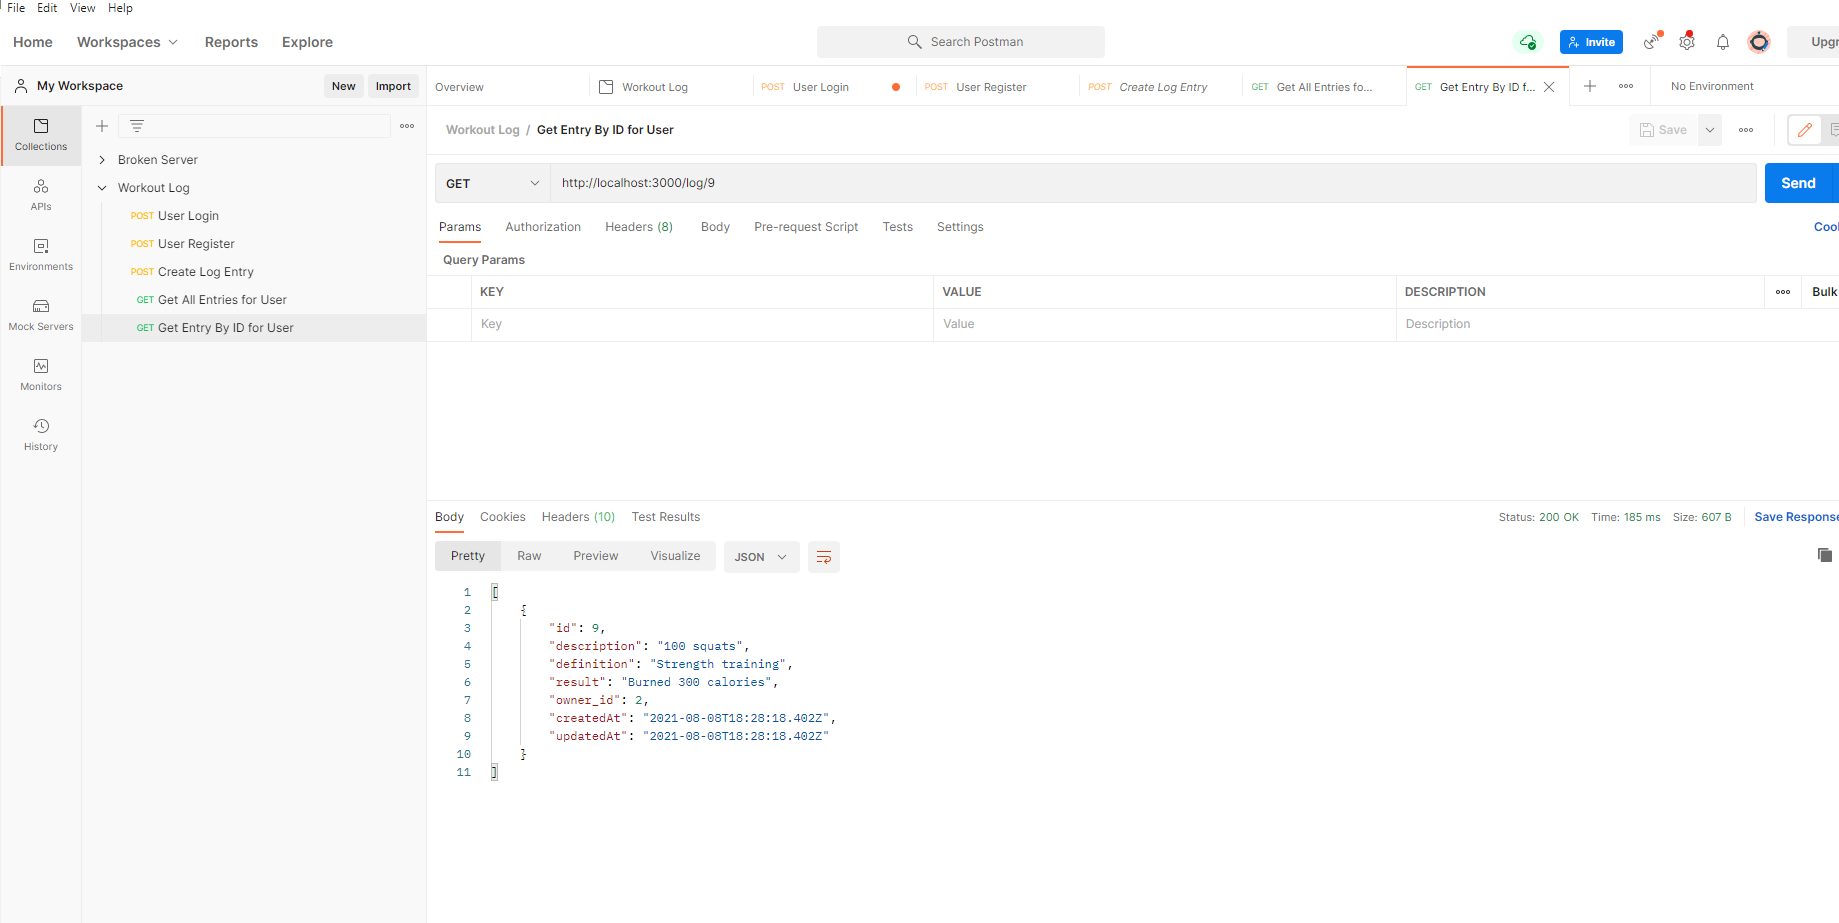 File Edit View Help
Home Workspaces Reports Explore Search Postman Invite Upgr
My Workspace New Import Overview Workout Log POST User Login POST User Register POST Create Log Entry GET Get All Entries fo... GET Get Entry By ID f... No Environment
Collections
APIs
Environments
Mock Servers
Monitors
History
Broken Server
Workout Log
POST User Login
POST User Register
POST Create Log Entry
GET Get All Entries for User
GET Get Entry By ID for User
Workout Log / Get Entry By ID for User Save
GET http://localhost:3000/log/9 Send
Params Authorization Headers (8) Body Pre-request Script Tests Settings Cool
Query Params
KEY VALUE DESCRIPTION Bulk
Key Value Description
Body Cookies Headers (10) Test Results Status: 200 OK Time: 185 ms Size: 607 B Save Response
Pretty Raw Preview Visualize JSON
1 [
2 {
3 "id": 9,
4 "description": "100 squats",
5 "definition": "Strength training",
6 "result": "Burned 300 calories",
7 "owner_id": 2,
8 "createdAt": "2021-08-08T18:28:18.402Z",
9 "updatedAt": "2021-08-08T18:28:18.402Z"
10 }
11 ]